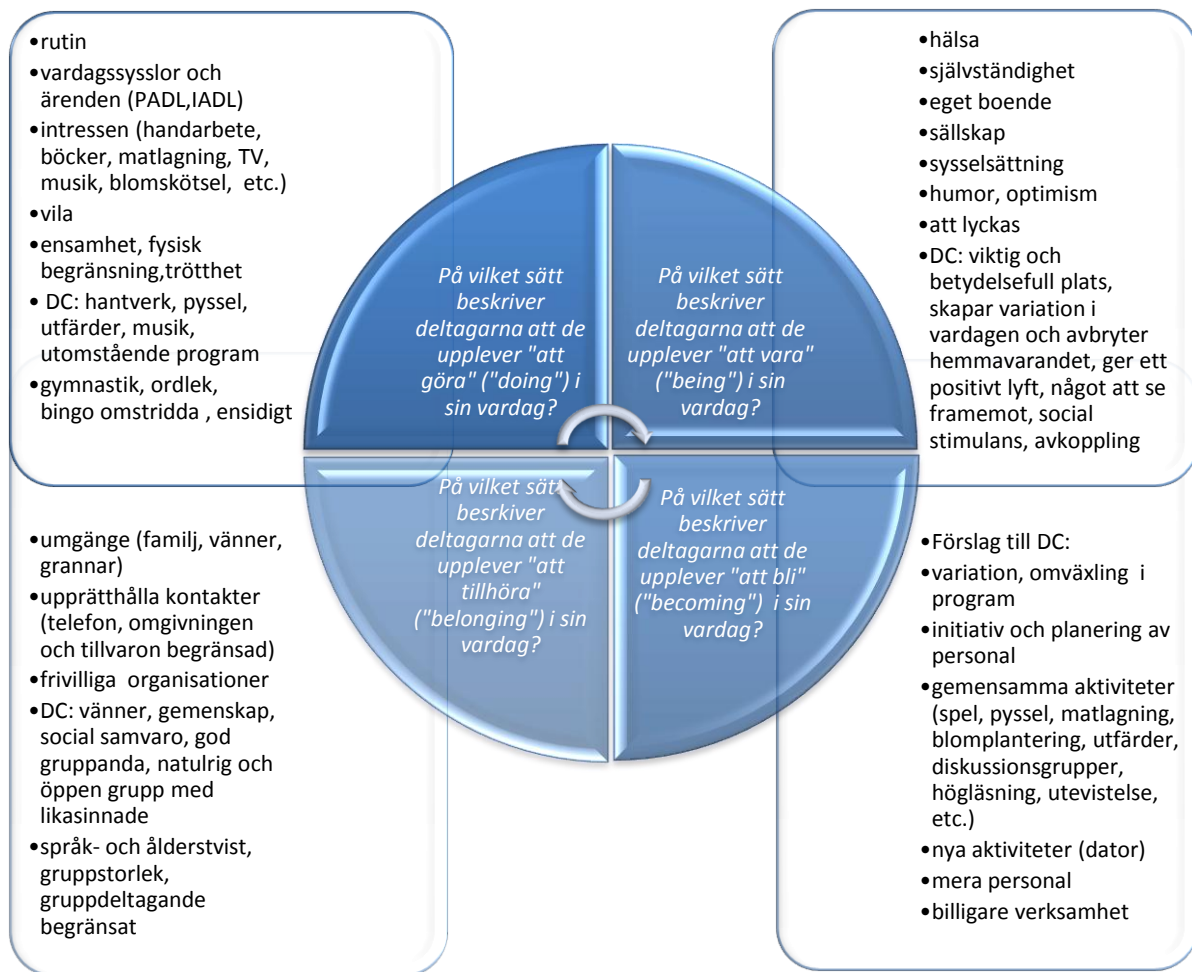 •rutin
•vardagssysslor och
ärenden (PADL,IADL)
•intressen (handarbete,
böcker, matlagning, TV,
musik, blomskötsel, etc.)
•vila
•ensamhet, fysisk
begränsning,trötthet
• DC: hantverk, pyssel,
utfärder, musik,
utomstående program
•gymnastik, ordlek,
bingo omstridda , ensidigt
•hälsa
•självständighet
•eget boende
•sällskap
•sysselsättning
•humor, optimism
•att lyckas
•DC: viktig och
betydelsefull plats,
skapar variation i
vardagen och avbryter
hemmavarandet, ger ett
positivt lyft, något att se
framemot, social
stimulans, avkoppling
På vilket sätt
beskriver
deltagarna att de
upplever "att
göra" ("doing") i
sin vardag?
På vilket sätt
beskriver
deltagarna att de
upplever "att vara"
("being") i sin
vardag?
På vilket sätt
besrkiver
deltagarna att de
upplever "att
tillhöra"
("belonging") i sin
vardag?
På vilket sätt
beskriver
deltagarna att de
upplever "att bli"
("becoming") i sin
vardag?
•umgänge (familj, vänner,
grannar)
•upprätthålla kontakter
(telefon, omgivningen
och tillvaron begränsad)
•frivilliga organisationer
•DC: vänner, gemenskap,
social samvaro, god
gruppanda, natulrig och
öppen grupp med
likasinnade
•språk- och ålderstvist,
gruppstorlek,
gruppdeltagande
begränsat
•Förslag till DC:
•variation, omväxling i
program
•initiativ och planering av
personal
•gemensamma aktiviteter
(spel, pyssel, matlagning,
blomplantering, utfärder,
diskussionsgrupper,
högläsning, utevistelse,
etc.)
•nya aktiviteter (dator)
•mera personal
•billigare verksamhet